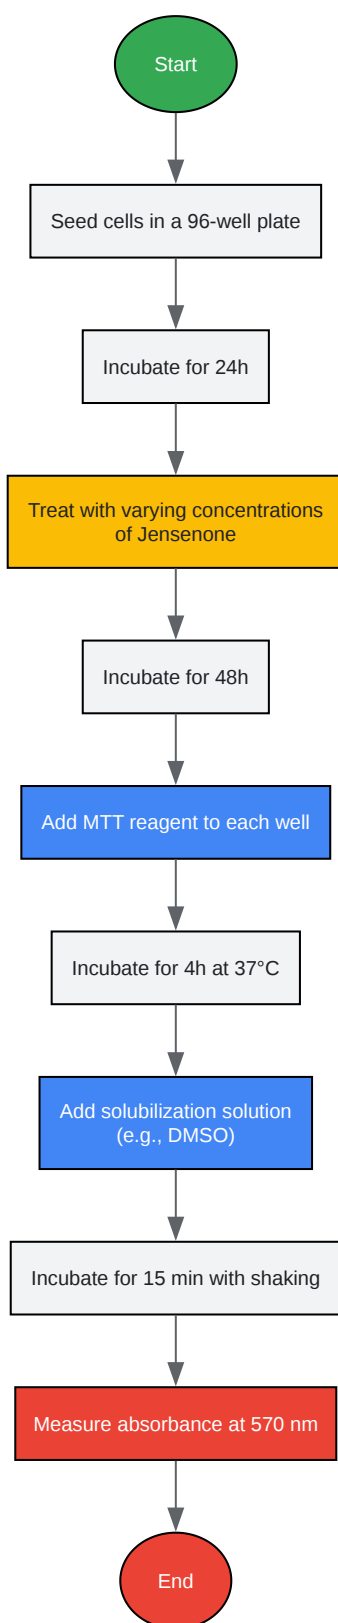 Start
Seed cells in a 96-well plate
Incubate for 24h
Treat with varying concentrations
of Jensenone
Incubate for 48h
Add MTT reagent to each well
Incubate for 4h at 37°C
Add solubilization solution
(e.g., DMSO)
Incubate for 15 min with shaking
Measure absorbance at 570 nm
End